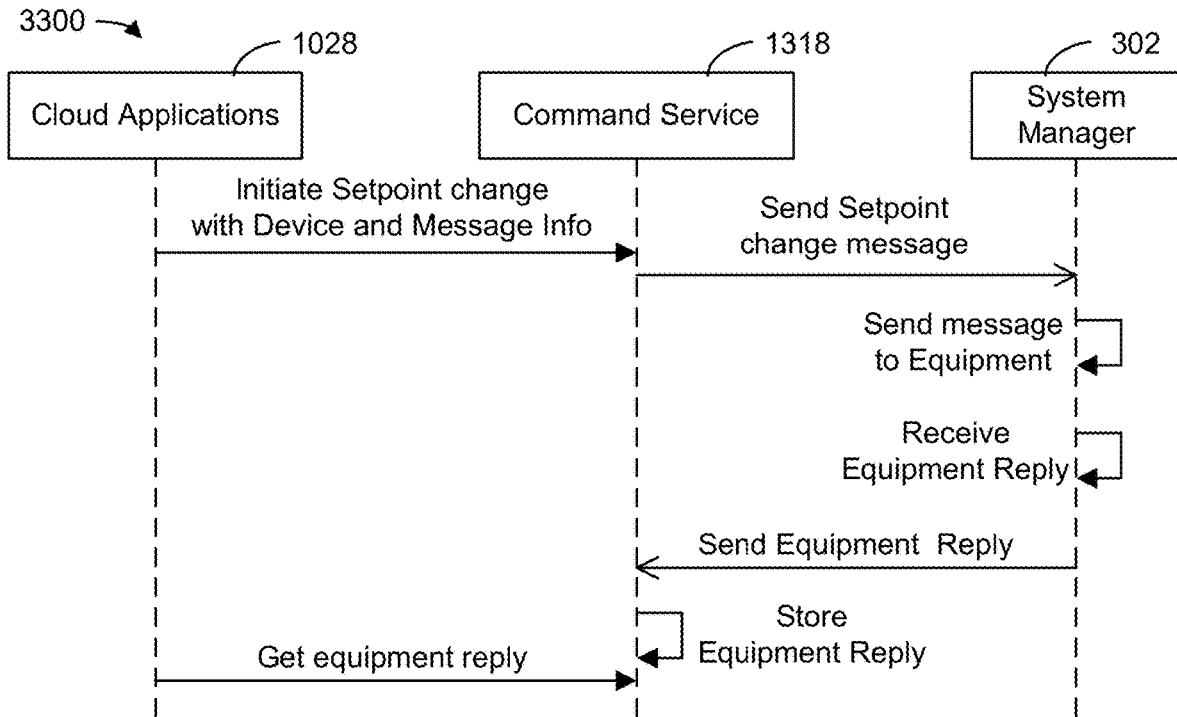 3300
1028
1318
302
Cloud Applications
Command Service
System
Manager
Initiate Setpoint change
with Device and Message Info
Send Setpoint
change message
Send message
to Equipment
Receive
Equipment Reply
Send Equipment Reply
Store
Equipment Reply
Get equipment reply